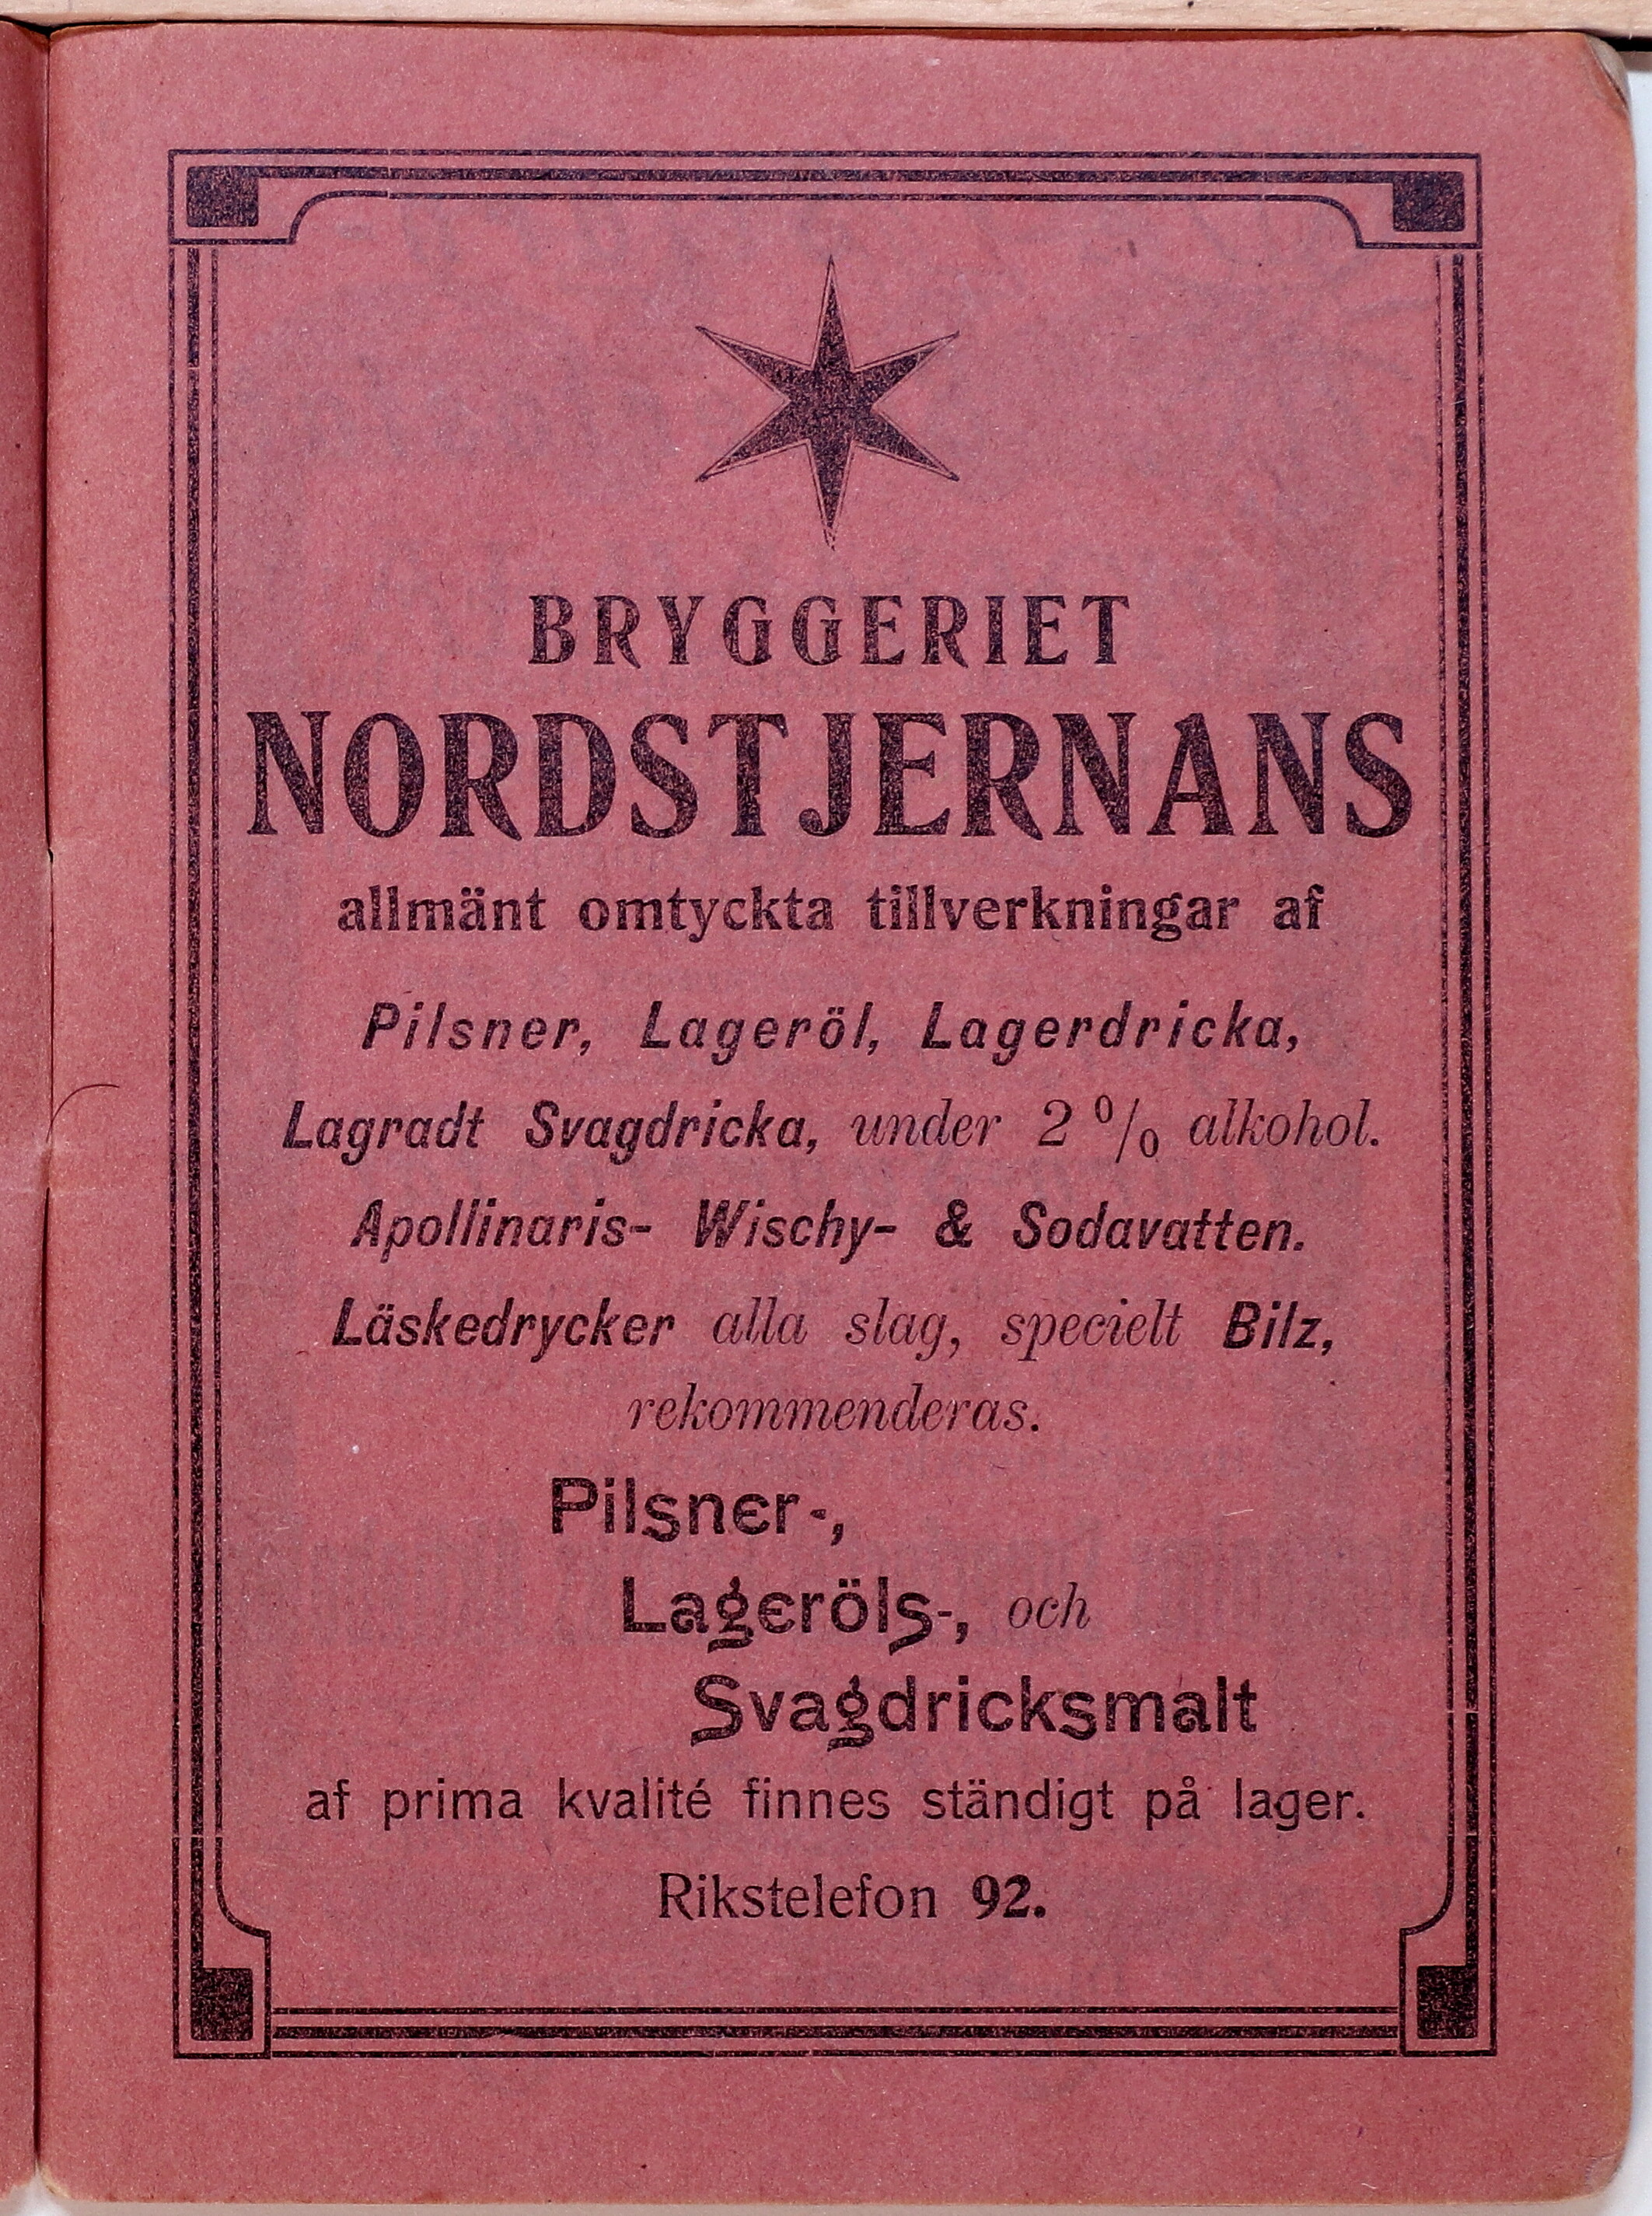 BRYGGERIET
NORDSTJERNANS
allmänt omtyckta tillverkningar af
Pilsner, Lageröl, Lagerdricka,
Lagradt Svagdricka, under 2 % alkohol.
Apollinaris- Wischy- & Sodavatten.
Läskedrycker alla slag, specielt Bilz,
rekommenderas.
Pilsner-,
Lageröls-, och
Svagdricksmalt
af prima kvalité finnes ständigt på lager.
Rikstelefon 92.